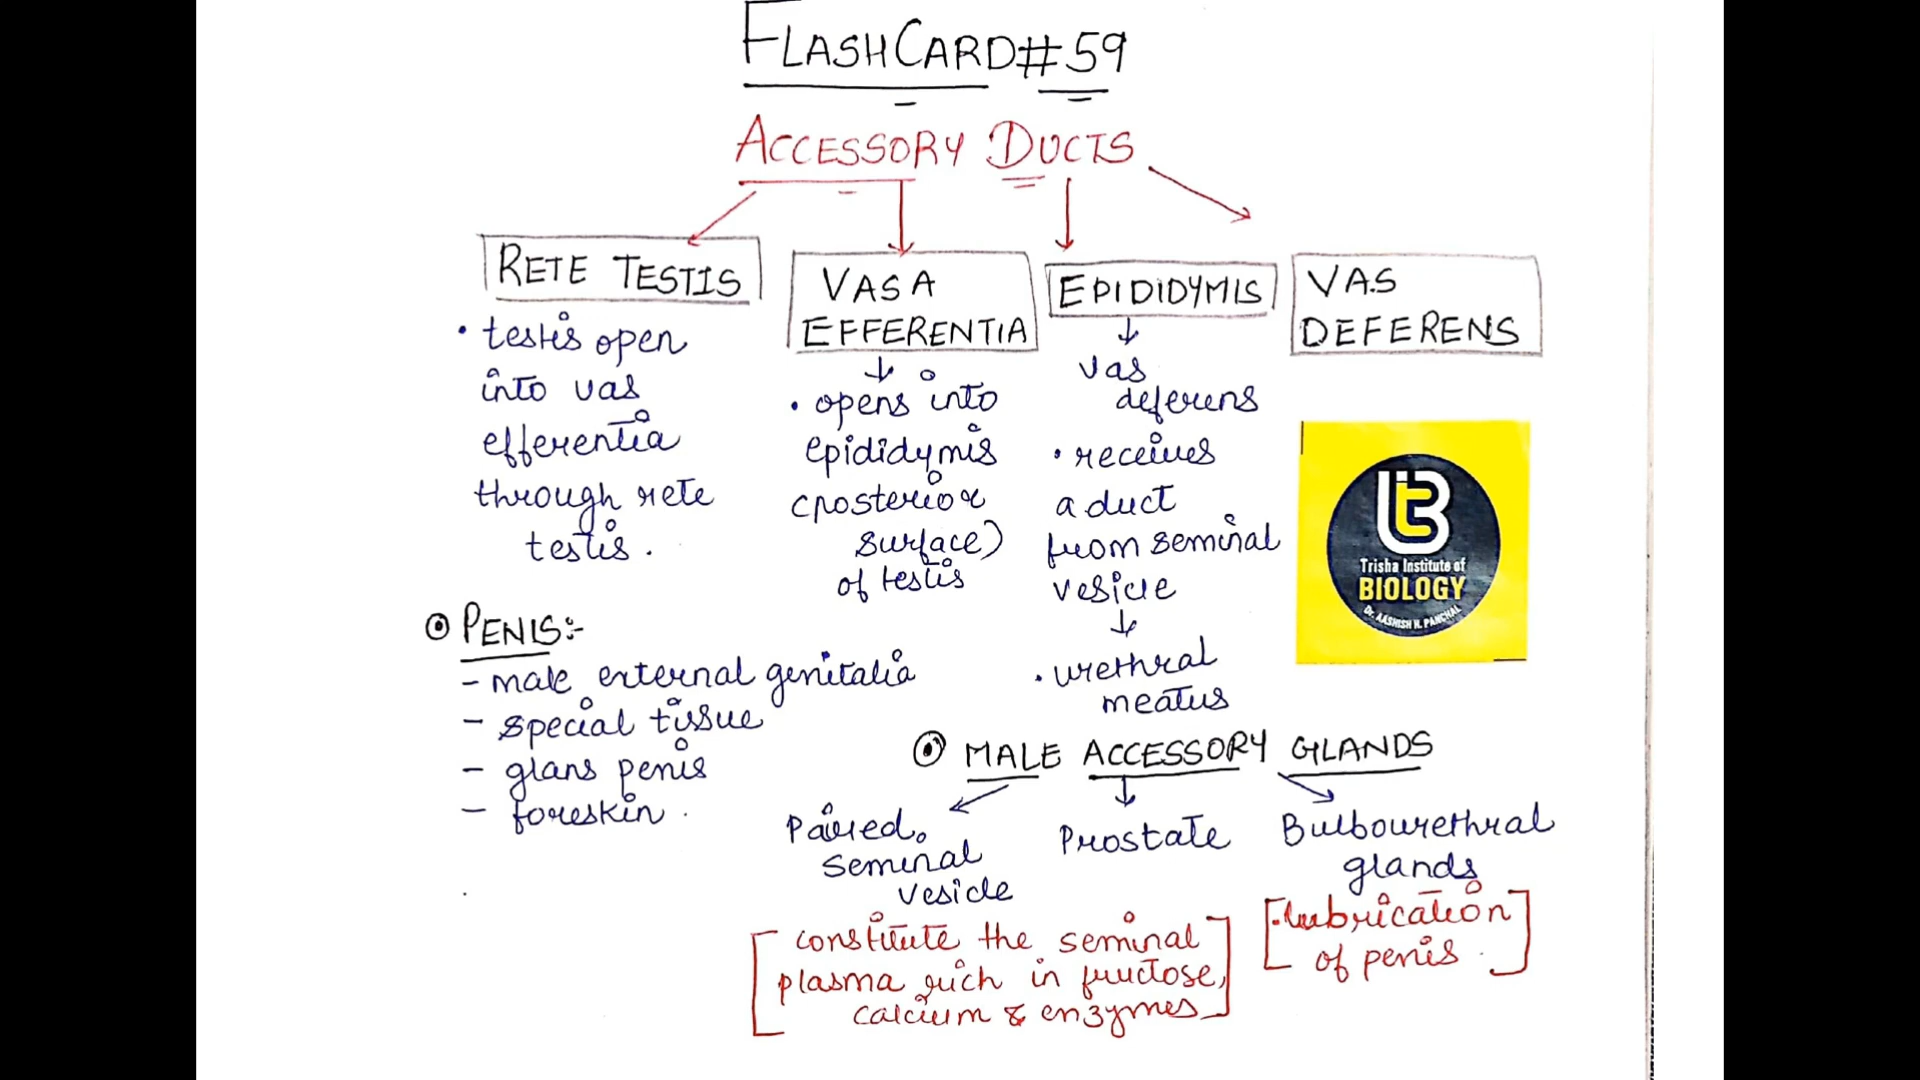 FLASHCARD#59
ACCESSORY DUCTS
RETE TESTIS
• testis open
into vas
efferentia
through rete
testis.
VASA
EFFERENTIA
• opens into
epididymis
(posterior
surface)
of testis
EPIDIDYMIS
vas
deferens
• receives
a duct
from seminal
vesicle
• urethral
meatus
VAS
DEFERENS
Trisha Institute of
BIOLOGY
Dr. AASHISH H. PANCHAL
PENIS:-
- male external genitalia
- special tissue
- glans penis
- foreskin.
MALE ACCESSORY GLANDS
Paired
seminal
vesicle
Prostate
Bulbourethral
glands
[constitute the seminal
plasma rich in fructose,
calcium & enzymes]
[lubrication
of penis.]